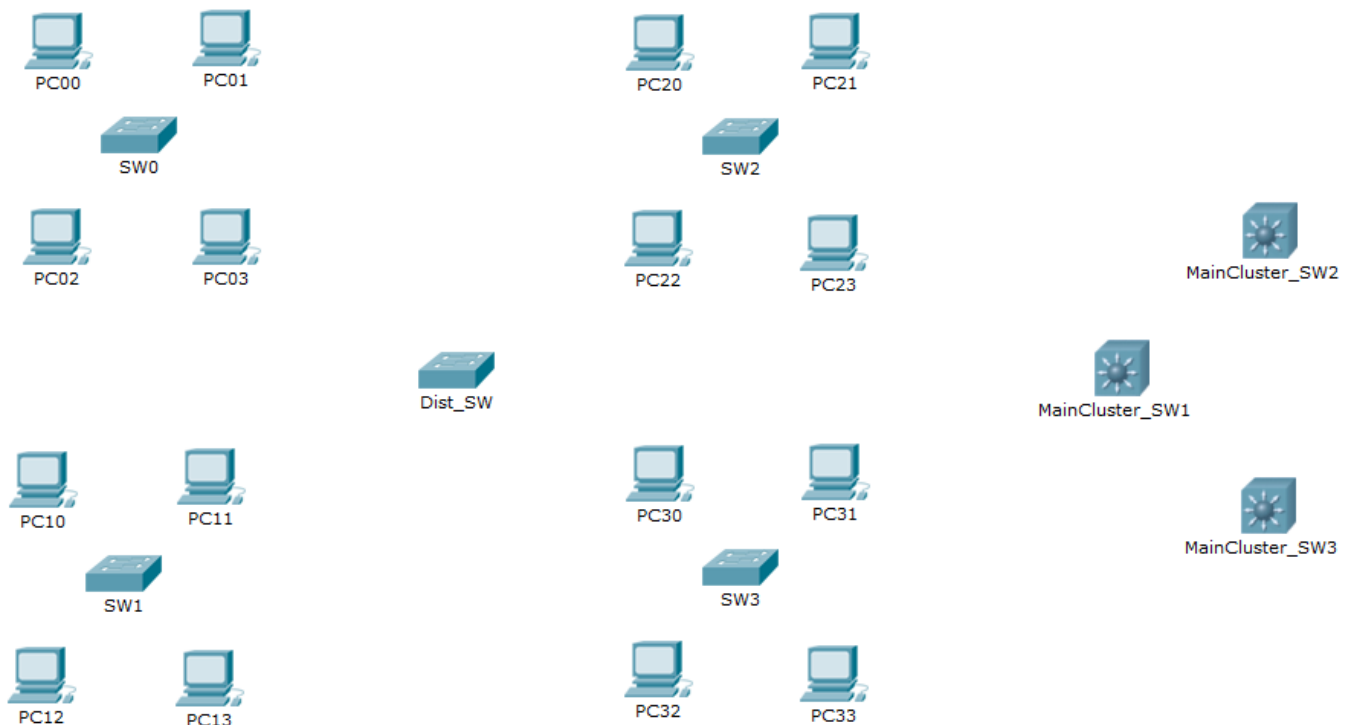 PC00
PC01
PC20
PC21
SW0
SW2
PC02
PC03
PC22
PC23
MainCluster_SW2
Dist_SW
MainCluster_SW1
PC10
PC11
PC30
PC31
MainCluster_SW3
SW1
SW3
PC12
PC13
PC32
PC33